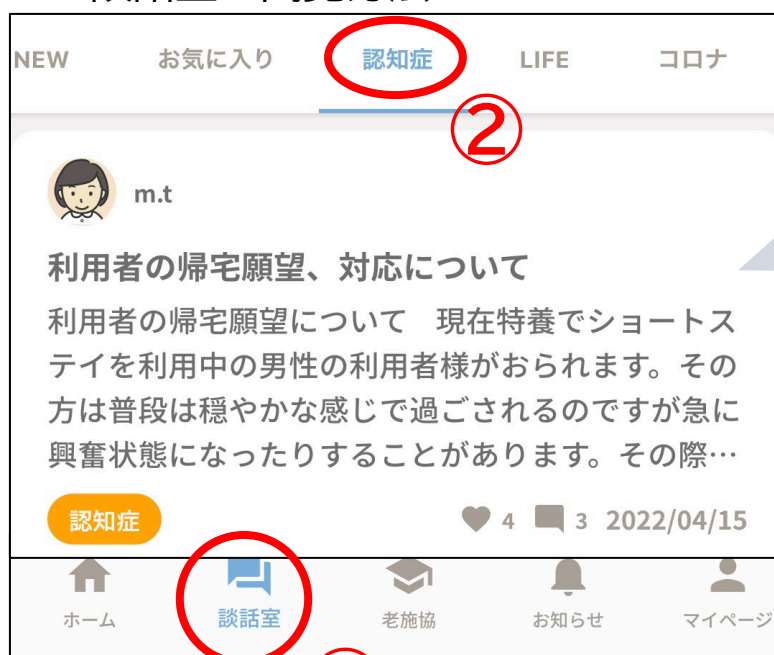 NEW お気に入り 認知症 LIFE コロナ
②
m.t
利用者の帰宅願望、対応について
利用者の帰宅願望について 現在特養でショートス
テイを利用中の男性の利用者様がおられます。その
方は普段は穏やかな感じで過ごされるのですが急に
興奮状態になったりすることがあります。その際…
認知症 4 3 2022/04/15
ホーム 談話室 老施協 お知らせ マイページ